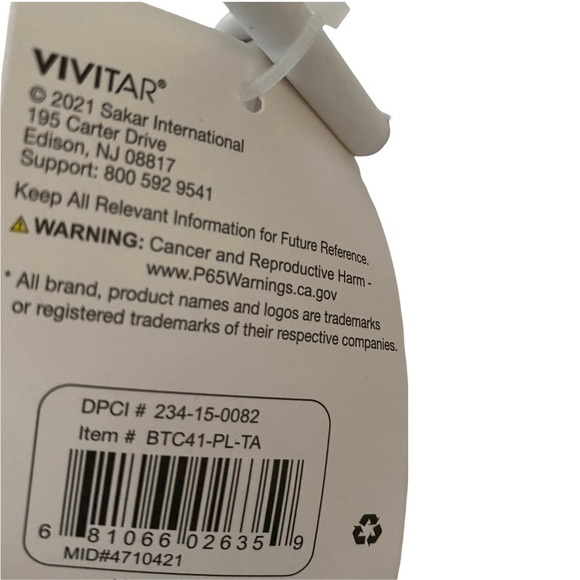 VIVITAR®
© 2021 Sakar International
195 Carter Drive
Edison, NJ 08817
Support: 800 592 9541
Keep All Relevant Information for Future Reference.
⚠ WARNING: Cancer and Reproductive Harm -
www.P65Warnings.ca.gov
* All brand, product names and logos are trademarks
or registered trademarks of their respective companies.
DPCI # 234-15-0082
Item # BTC41-PL-TA
6 81066 02635 9
MID#4710421